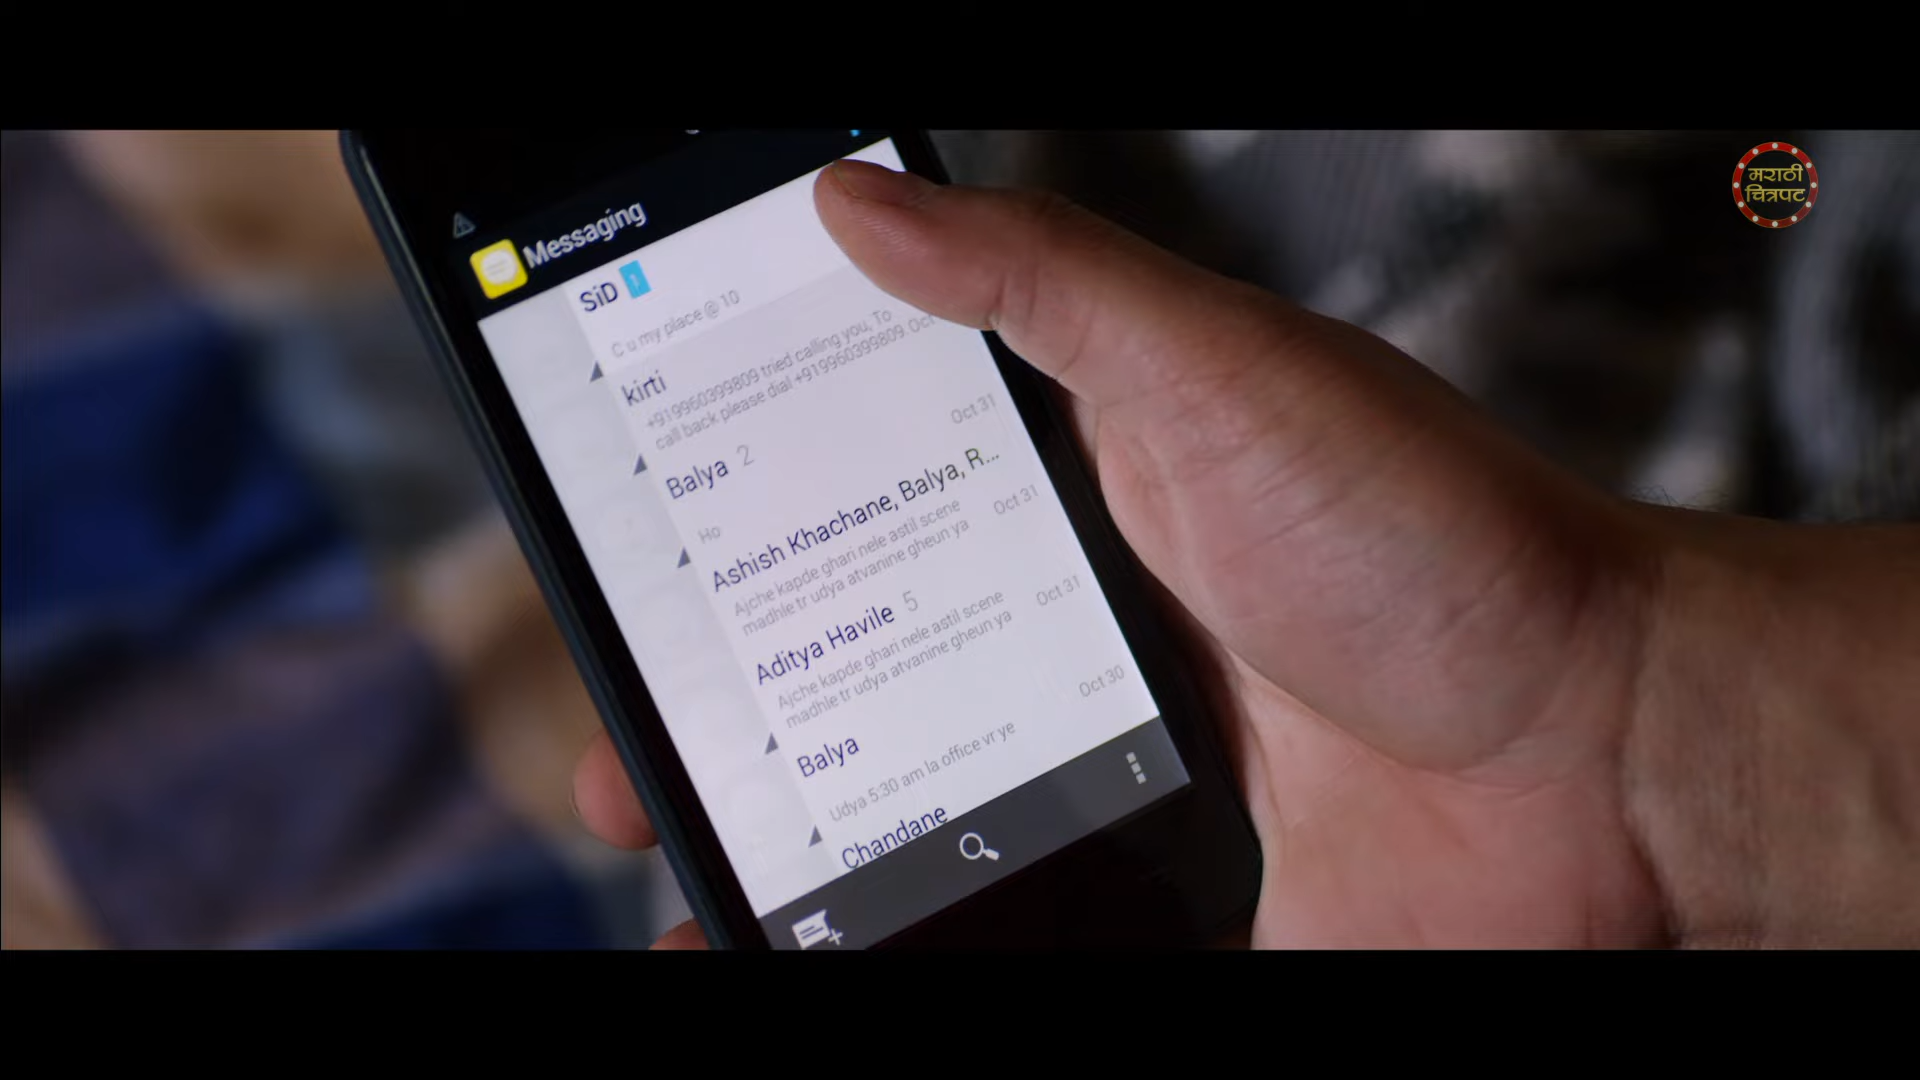 मराठी
चित्रपट
Messaging
SiD 1
C u my place @ 10
kirti
+919960399809 tried calling you, To
call back please dial +919960399809. Oct
Balya 2
Oct 31
Ho
Ashish Khachane, Balya, R...
Oct 31
Ajche kapde ghari nele astil scene
madhle tr udya atvanine gheun ya
Aditya Havile 5
Oct 31
Ajche kapde ghari nele astil scene
madhle tr udya atvanine gheun ya
Balya
Oct 30
Udya 5:30 am la office vr ye
Chandane